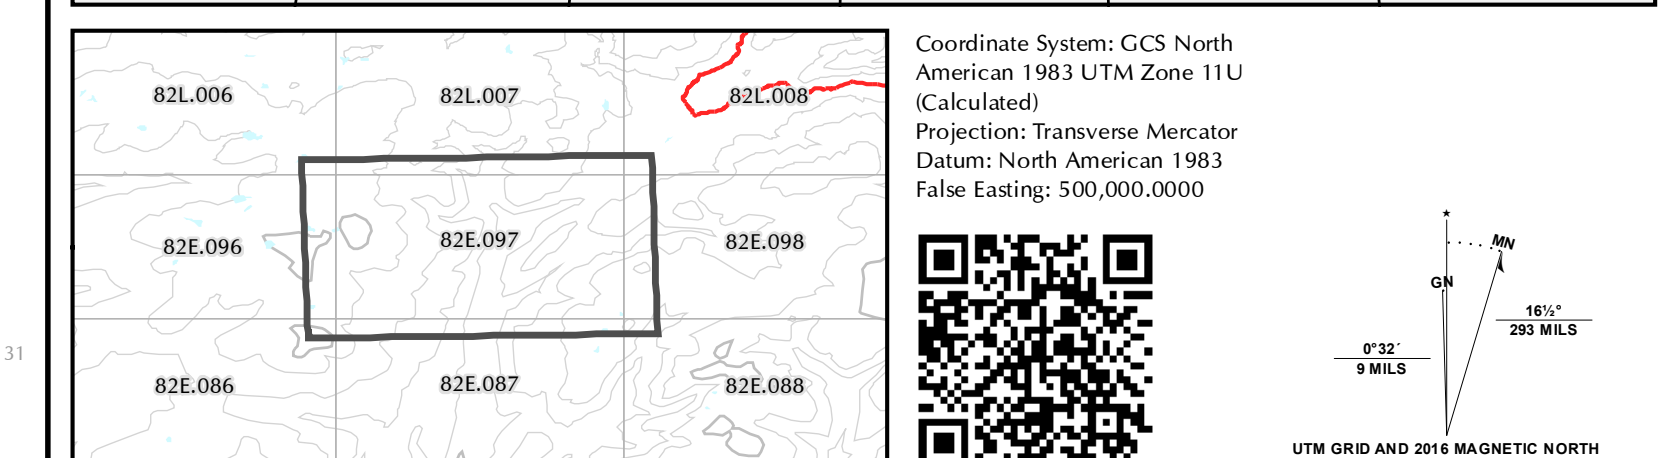 82L.006
82L.007
82L.008
82E.096
82E.097
82E.098
82E.086
82E.087
82E.088
31
Coordinate System: GCS North
American 1983 UTM Zone 11U
(Calculated)
Projection: Transverse Mercator
Datum: North American 1983
False Easting: 500,000.0000
MN
GN
16½°
293 MILS
0°32´
9 MILS
UTM GRID AND 2016 MAGNETIC NORTH